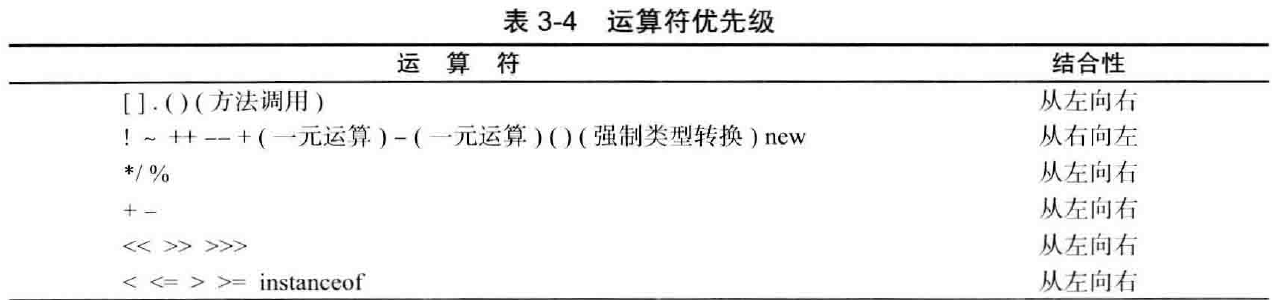 表 3-4 运算符优先级
运 算 符 结合性
[ ] . ( ) ( 方法调用 ) 从左向右
! ~ ++ -- + ( 一元运算 ) – ( 一元运算 ) ( ) ( 强制类型转换 ) new 从右向左
*/ % 从左向右
+ – 从左向右
<< >> >>> 从左向右
< <= > >= instanceof 从左向右